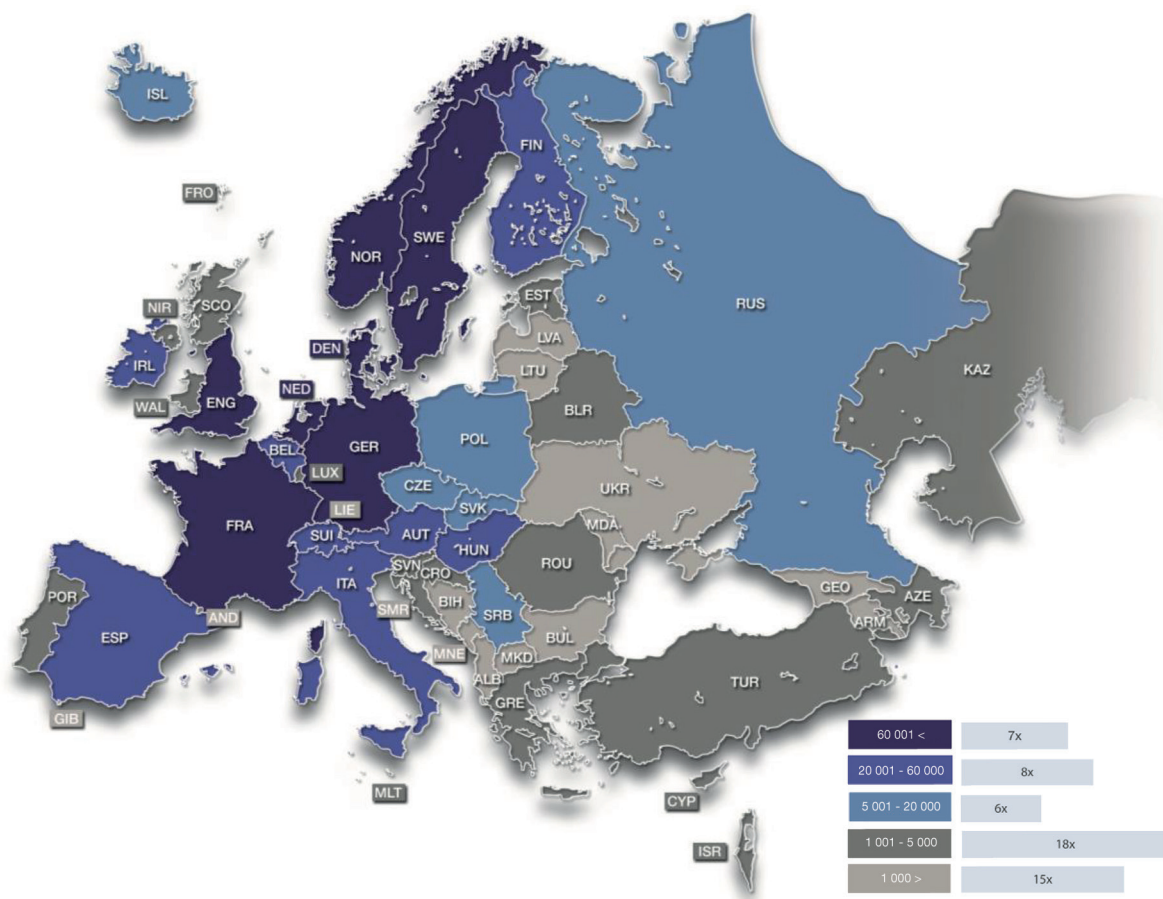 ISL
FIN
FRO
SWE
NOR
RUS
NIR
SCO
EST
LVA
DEN
IRL
LTU
KAZ
NED
WAL
ENG
BLR
GER
POL
BEL
LUX
CZE
UKR
LIE
SVK
FRA
MDA
SUI
AUT
HUN
ROU
ITA
SVN
CRO
GEO
AZE
POR
BIH
SMR
AND
SRB
ARM
ESP
BUL
MNE
MKD
ALB
TUR
GRE
GIB
MLT
CYP
ISR
60 001 < 7x
20 001 - 60 000 8x
5 001 - 20 000 6x
1 001 - 5 000 18x
1 000 > 15x